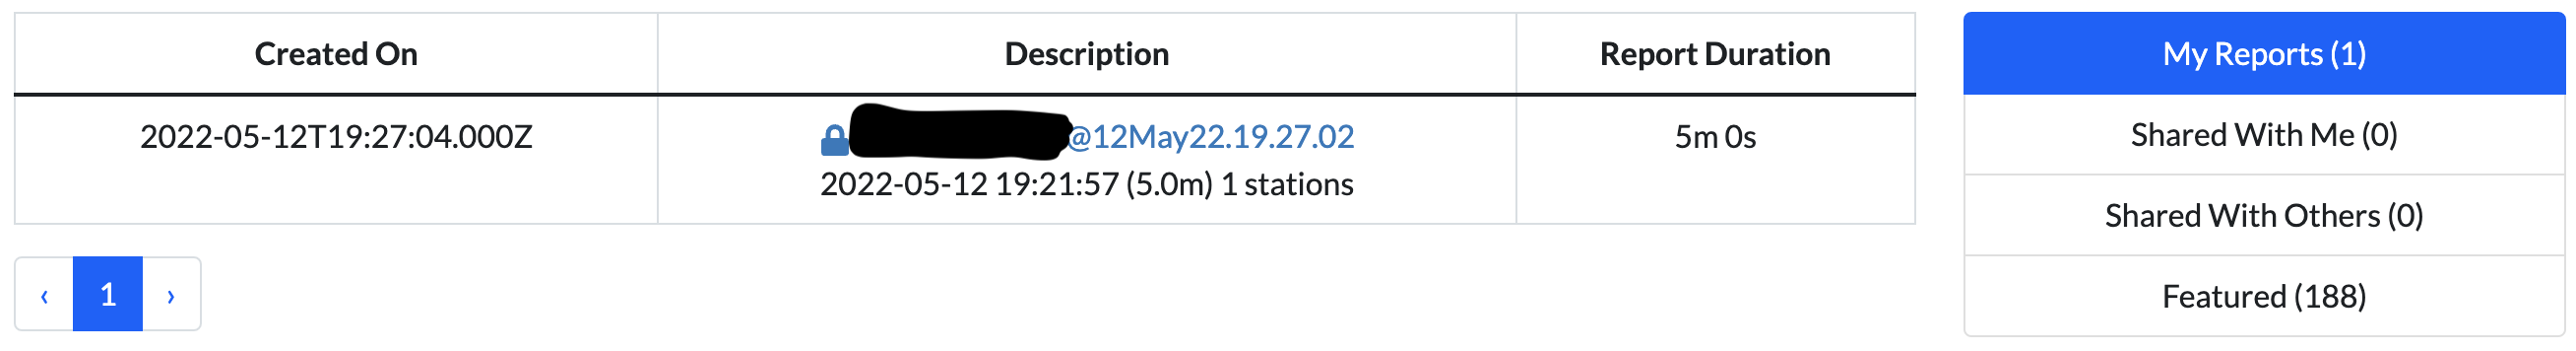 Created On Description Report Duration
2022-05-12T19:27:04.000Z @12May22.19.27.02 5m 0s
2022-05-12 19:21:57 (5.0m) 1 stations
‹ 1 ›
My Reports (1)
Shared With Me (0)
Shared With Others (0)
Featured (188)